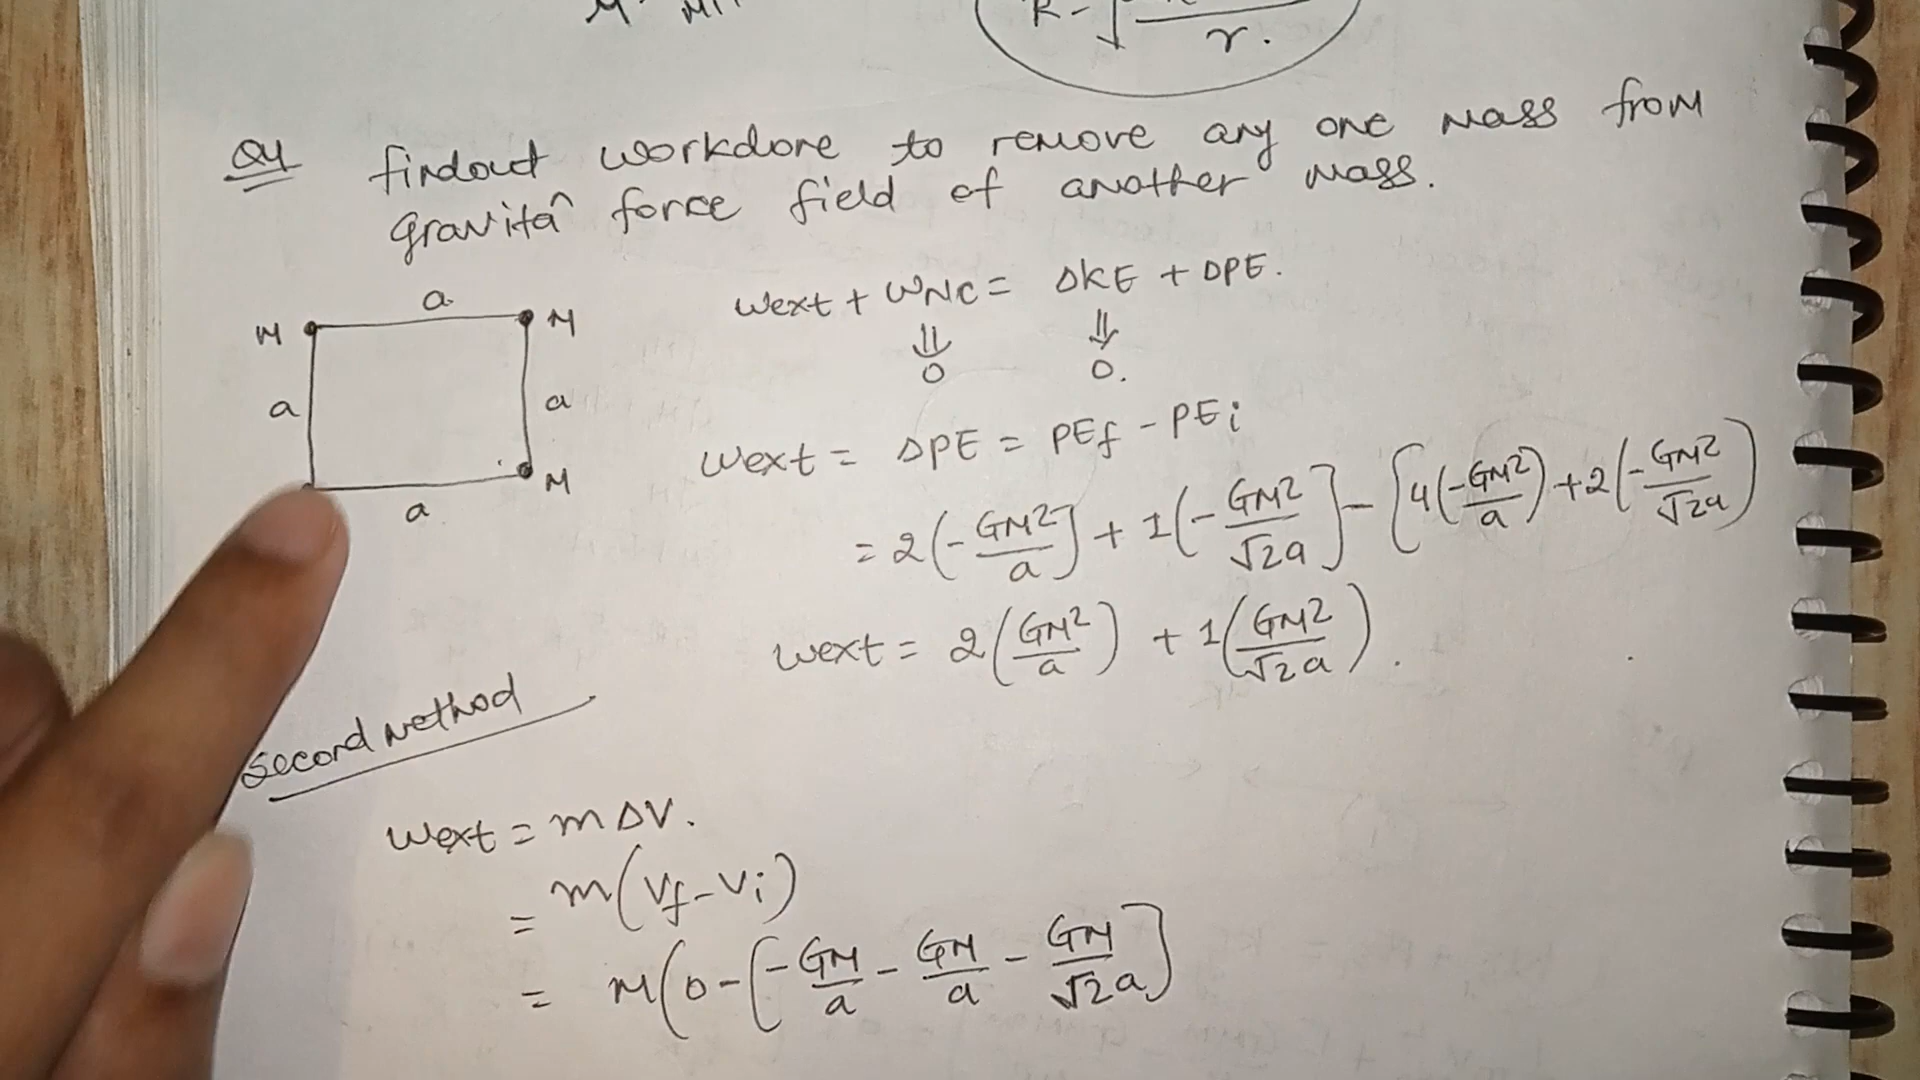 r.
Q4 findout workdone to remove any one mass from
gravitaⁿ force field of another mass.
a
M M
a a
M
a
Wext + WNC = ΔKE + ΔPE.
⇓ ⇓
0 0.
Wext = ΔPE = PEf - PEi
= 2(-GM²/a) + 1(-GM²/√2a] - [4(-GM²/a) + 2(-GM²/√2a)
Wext = 2(GM²/a) + 1(GM²/√2a).
Second method
Wext = mΔV.
= m(Vf - Vi)
= M(0 - [-GM/a - GM/a - GM/√2a]